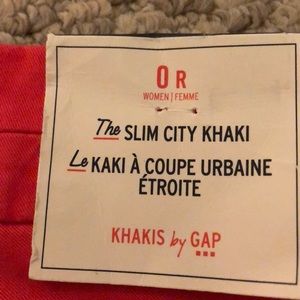 0 R
WOMEN | FEMME
The SLIM CITY KHAKI
Le KAKI À COUPE URBAINE
ÉTROITE
KHAKIS by GAP